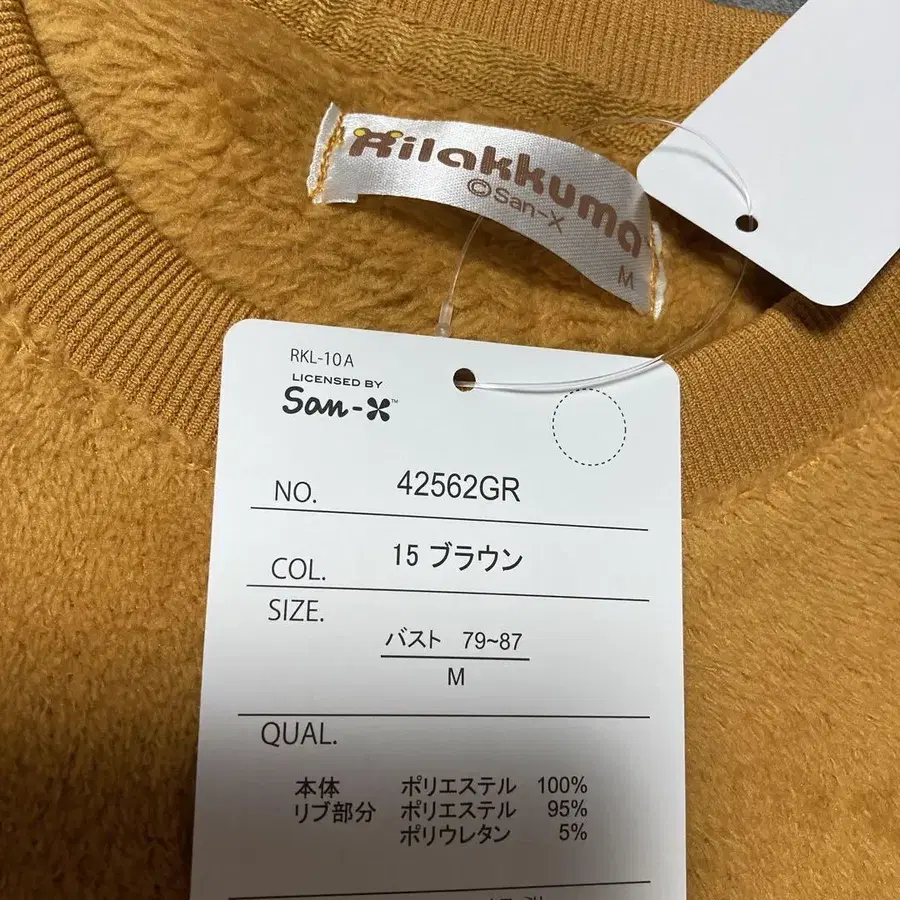 Rilakkuma
©San-X
M
RKL-10A
LICENSED BY
San-X™
NO. 42562GR
COL. 15 ブラウン
SIZE.
バスト 79~87
M
QUAL.
本体 ポリエステル 100%
リブ部分 ポリエステル 95%
ポリウレタン 5%